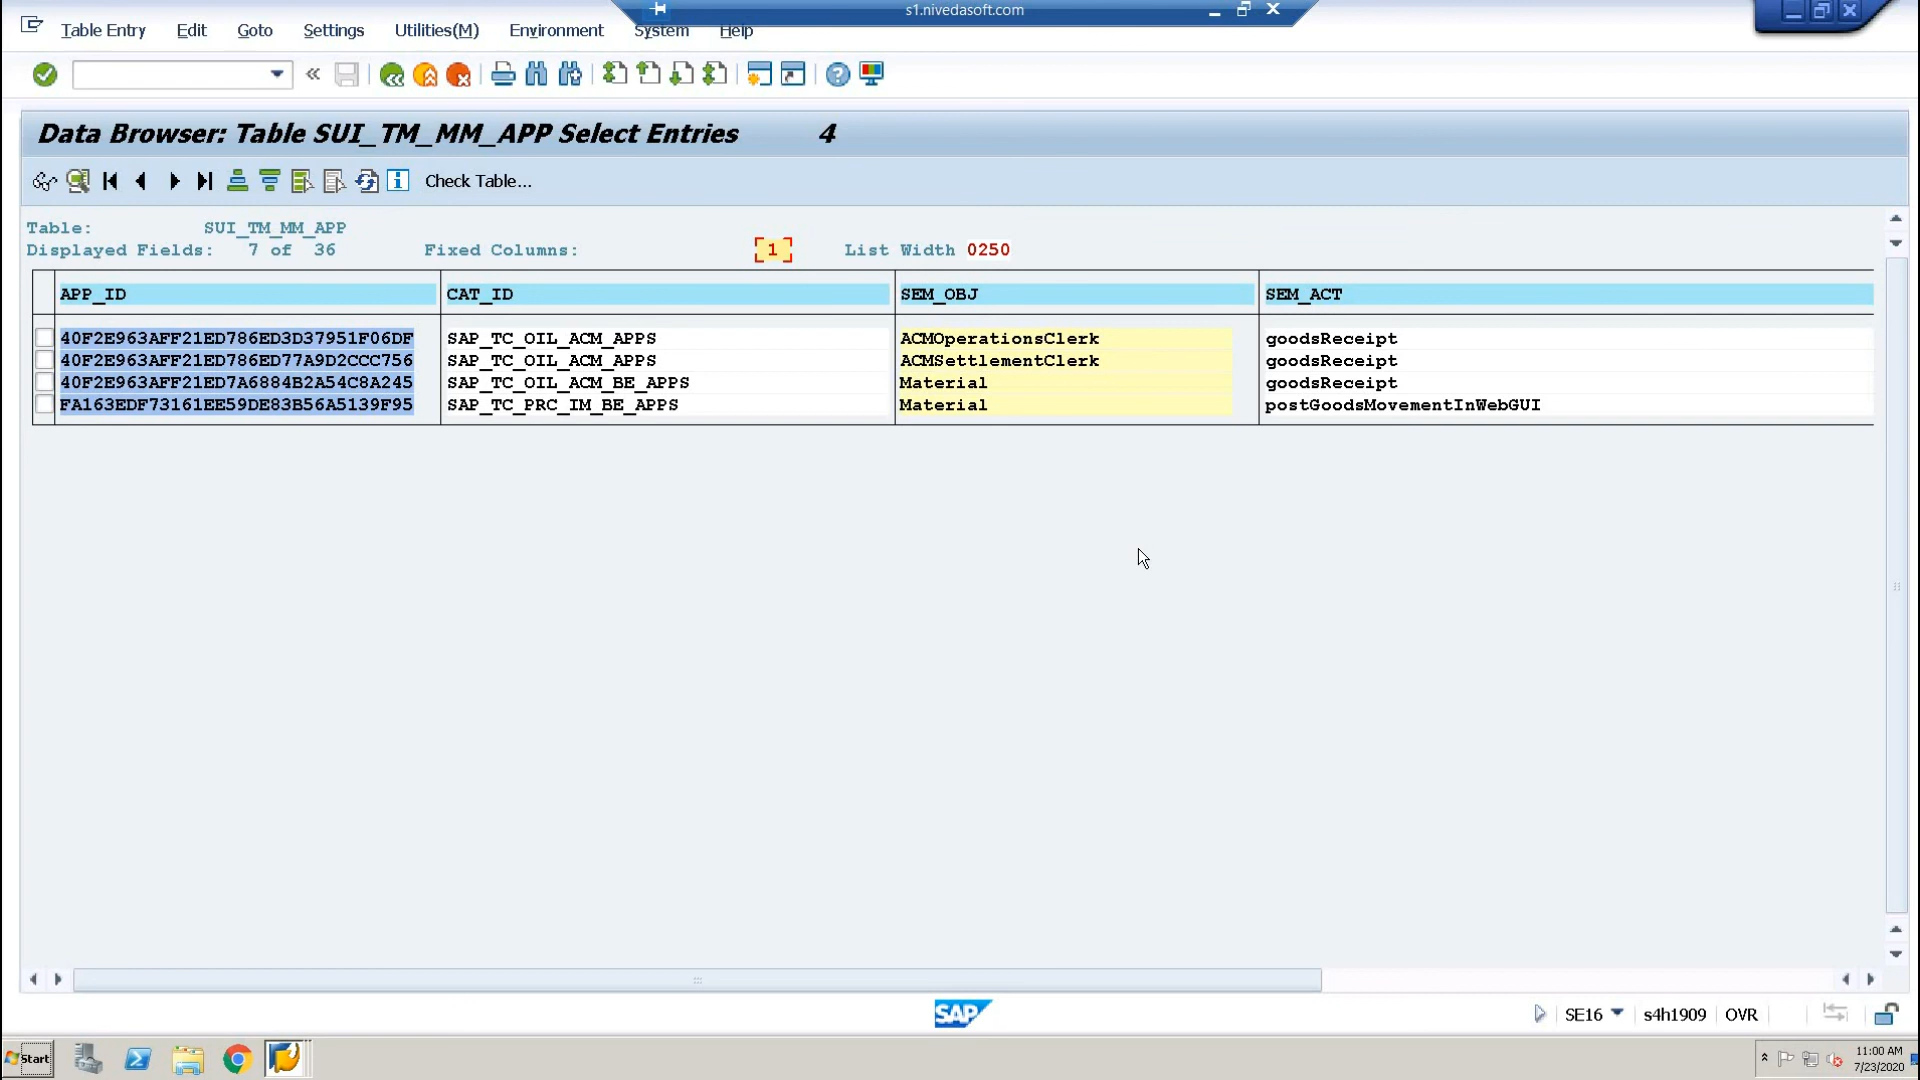 s1.nivedasoft.com
Table Entry Edit Goto Settings Utilities(M) Environment System Help
Data Browser: Table SUI_TM_MM_APP Select Entries 4
Check Table...
Table: SUI_TM_MM_APP
Displayed Fields: 7 of 36 Fixed Columns: 1 List Width 0250
APP_ID CAT_ID SEM_OBJ SEM_ACT
40F2E963AFF21ED786ED3D37951F06DF SAP_TC_OIL_ACM_APPS ACMOperationsClerk goodsReceipt
40F2E963AFF21ED786ED77A9D2CCC756 SAP_TC_OIL_ACM_APPS ACMSettlementClerk goodsReceipt
40F2E963AFF21ED7A6884B2A54C8A245 SAP_TC_OIL_ACM_BE_APPS Material goodsReceipt
FA163EDF73161EE59DE83B56A5139F95 SAP_TC_PRC_IM_BE_APPS Material postGoodsMovementInWebGUI
SAP
SE16 s4h1909 OVR
Start
11:00 AM
7/23/2020